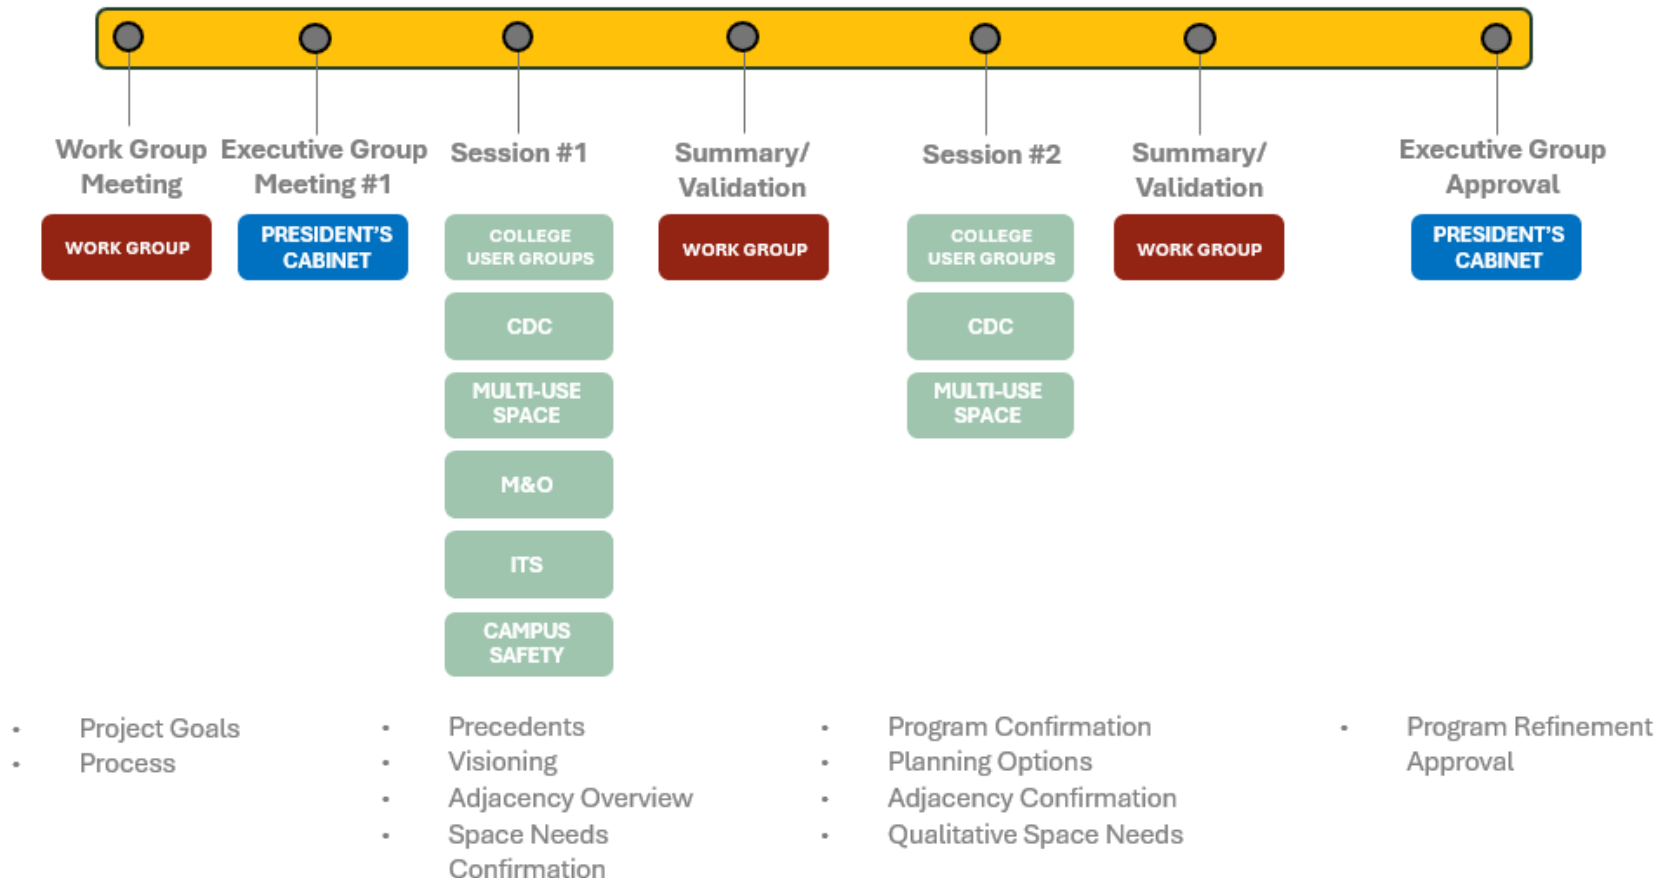 Work Group
Meeting
Executive Group
Meeting #1
Session #1
Summary/
Validation
Session #2
Summary/
Validation
Executive Group
Approval
WORK GROUP
PRESIDENT'S
CABINET
COLLEGE
USER GROUPS
WORK GROUP
COLLEGE
USER GROUPS
WORK GROUP
PRESIDENT'S
CABINET
CDC
CDC
MULTI-USE
SPACE
MULTI-USE
SPACE
M&O
ITS
CAMPUS
SAFETY
• Project Goals
• Process
• Precedents
• Visioning
• Adjacency Overview
• Space Needs
Confirmation
• Program Confirmation
• Planning Options
• Adjacency Confirmation
• Qualitative Space Needs
• Program Refinement
Approval